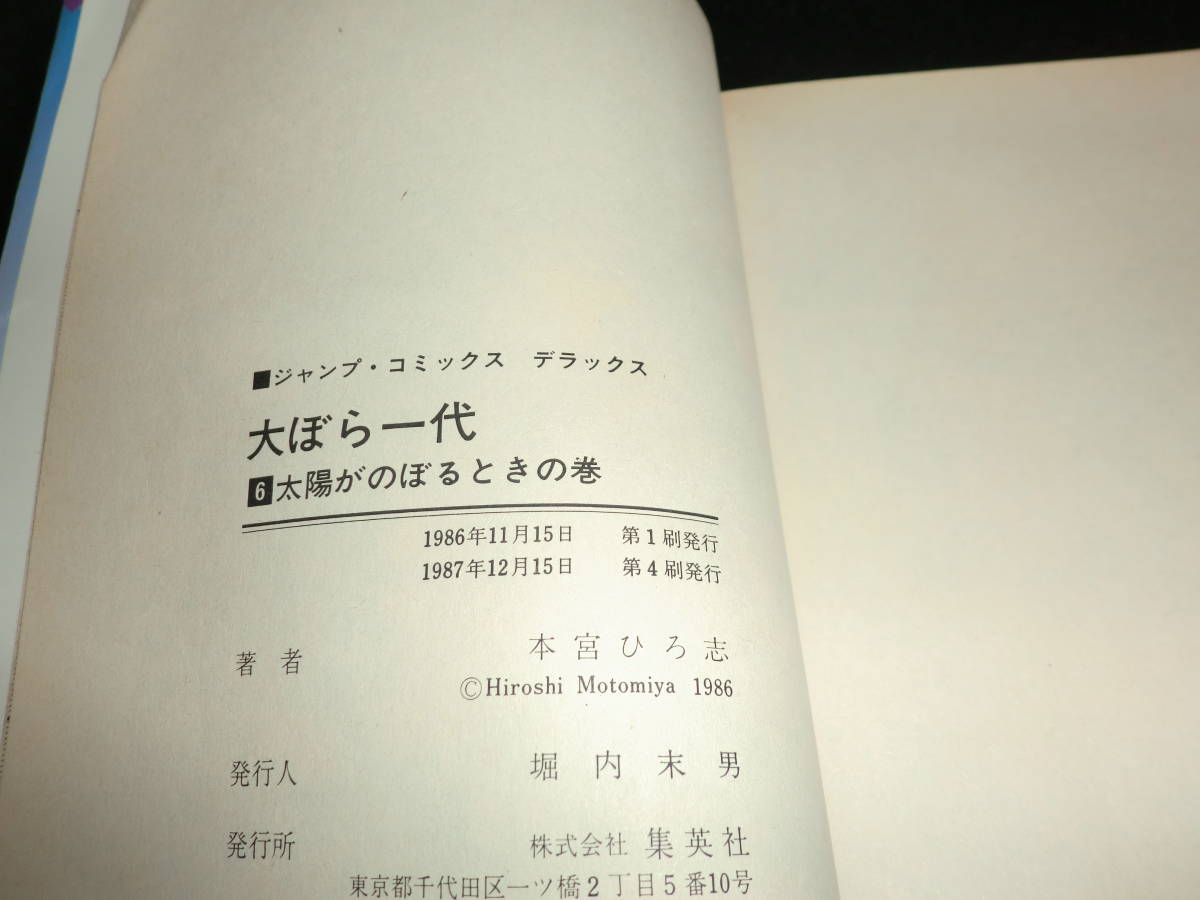 ■ジャンプ・コミックス デラックス
大ぼら一代
6 太陽がのぼるときの巻
1986年11月15日 第1刷発行
1987年12月15日 第4刷発行
著者 本宮ひろ志
©Hiroshi Motomiya 1986
発行人 堀内末男
発行所 株式会社 集英社
東京都千代田区一ツ橋2丁目5番10号